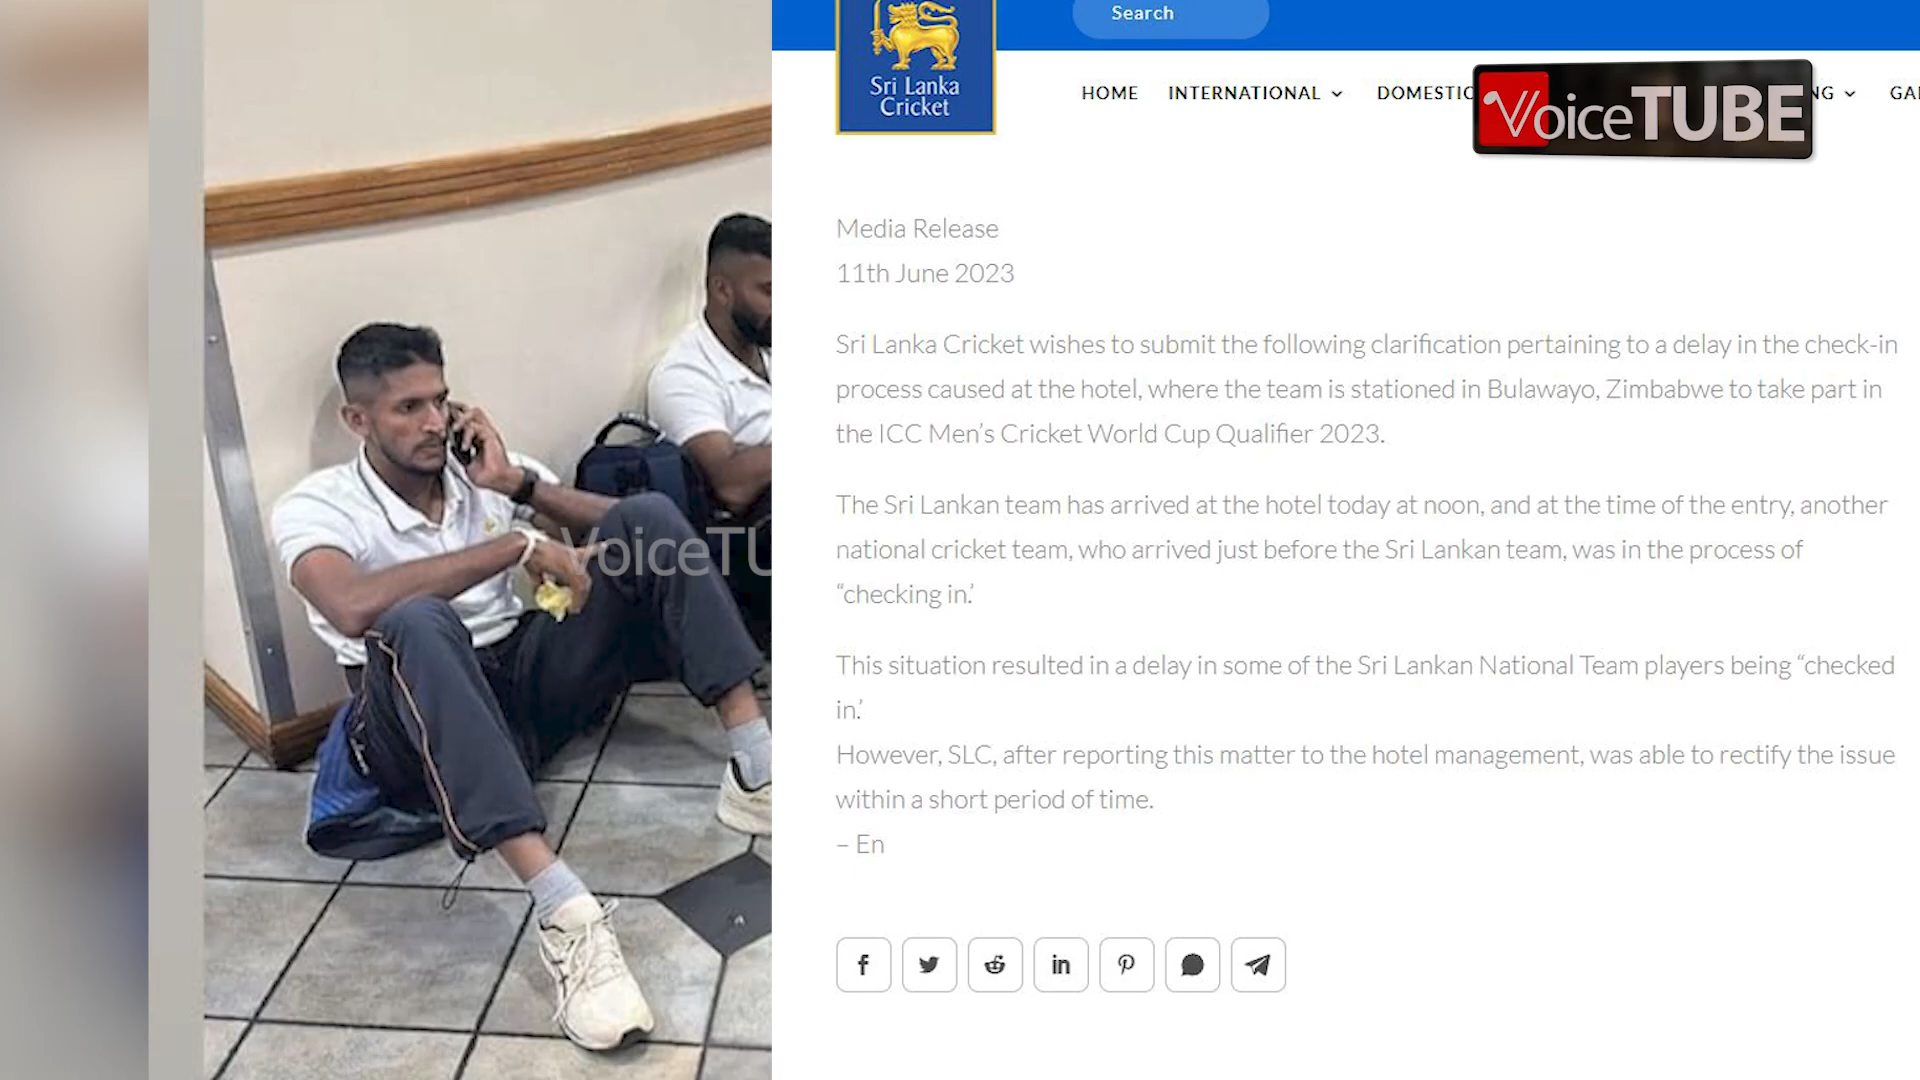 Search
Sri Lanka
Cricket
HOME INTERNATIONAL DOMESTIC
VoiceTUBE
Media Release
11th June 2023
Sri Lanka Cricket wishes to submit the following clarification pertaining to a delay in the check-in
process caused at the hotel, where the team is stationed in Bulawayo, Zimbabwe to take part in
the ICC Men’s Cricket World Cup Qualifier 2023.
The Sri Lankan team has arrived at the hotel today at noon, and at the time of the entry, another
national cricket team, who arrived just before the Sri Lankan team, was in the process of
“checking in.’
This situation resulted in a delay in some of the Sri Lankan National Team players being “checked
in.’
However, SLC, after reporting this matter to the hotel management, was able to rectify the issue
within a short period of time.
– En
VoiceTU